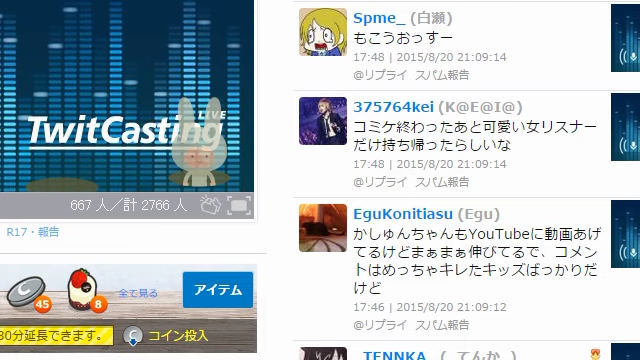 LIVE
TwitCasting
667 人／計 2766 人
R17・報告
45
8
全て見る
アイテム
30分延長できます。
C コイン投入
Spme_ (白瀬)
もこうおっすー
17:48 | 2015/8/20 21:09:14
@リプライ スパム報告
375764kei (K@E@I@)
コミケ終わったあと可愛い女リスナー
だけ持ち帰ったらしいな
17:48 | 2015/8/20 21:09:14
@リプライ スパム報告
EguKonitiasu (Egu)
かしゅんちゃんもYouTubeに動画あげ
てるけどまぁまぁ伸びてるで、コメン
トはめっちゃキレたキッズばっかりだ
けど
17:46 | 2015/8/20 21:09:12
@リプライ スパム報告
TENNKA_ (_てんか_)